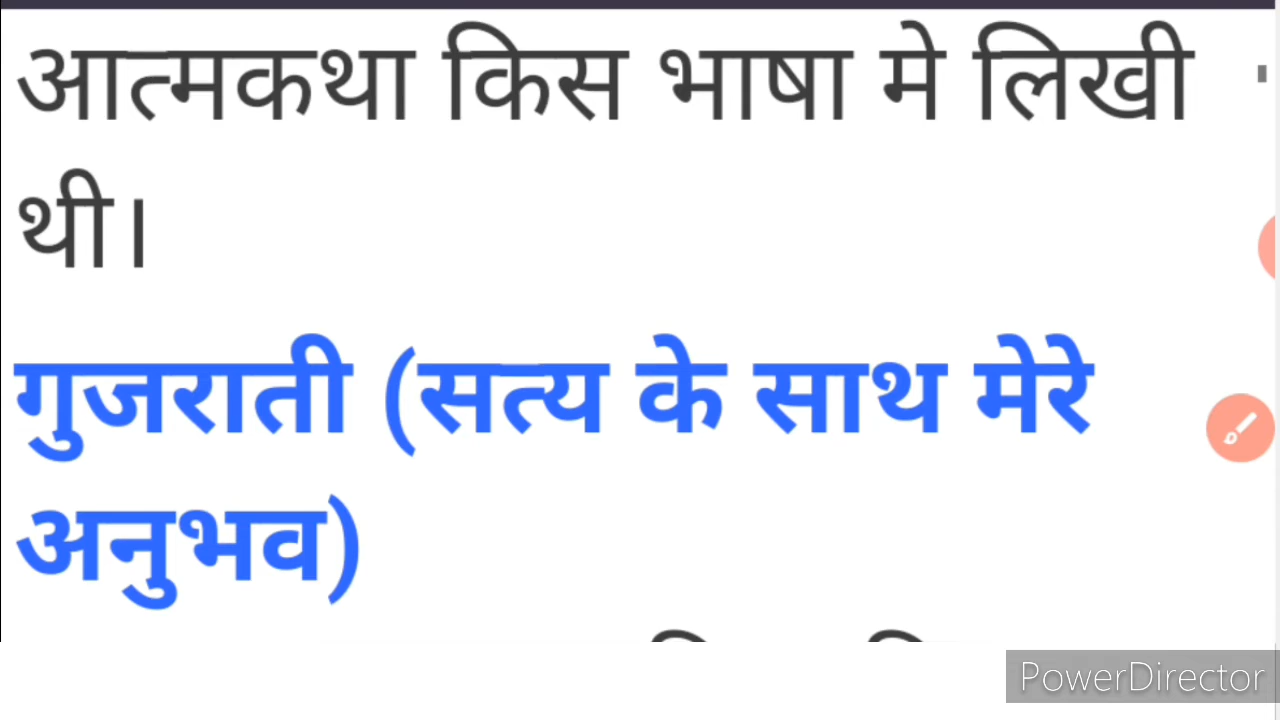 आत्मकथा किस भाषा मे लिखी
थी।
गुजराती (सत्य के साथ मेरे
अनुभव)
PowerDirector